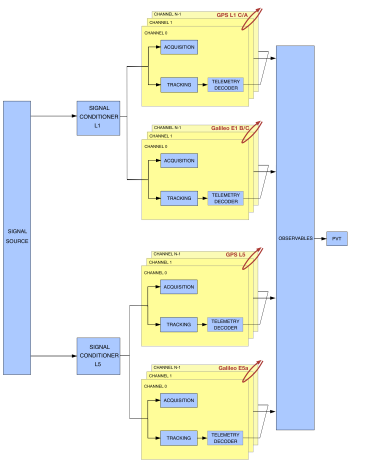 CHANNEL N-1
GPS L1 C/A
CHANNEL 1
CHANNEL 0
ACQUISITION
TRACKING
TELEMETRY
DECODER
SIGNAL
CONDITIONER
L1
CHANNEL N-1
Galileo E1 B/C
CHANNEL 1
CHANNEL 0
ACQUISITION
TRACKING
TELEMETRY
DECODER
SIGNAL
SOURCE
OBSERVABLES
PVT
CHANNEL N-1
GPS L5
CHANNEL 1
CHANNEL 0
ACQUISITION
TRACKING
TELEMETRY
DECODER
SIGNAL
CONDITIONER
L5
CHANNEL N-1
Galileo E5a
CHANNEL 1
CHANNEL 0
ACQUISITION
TRACKING
TELEMETRY
DECODER